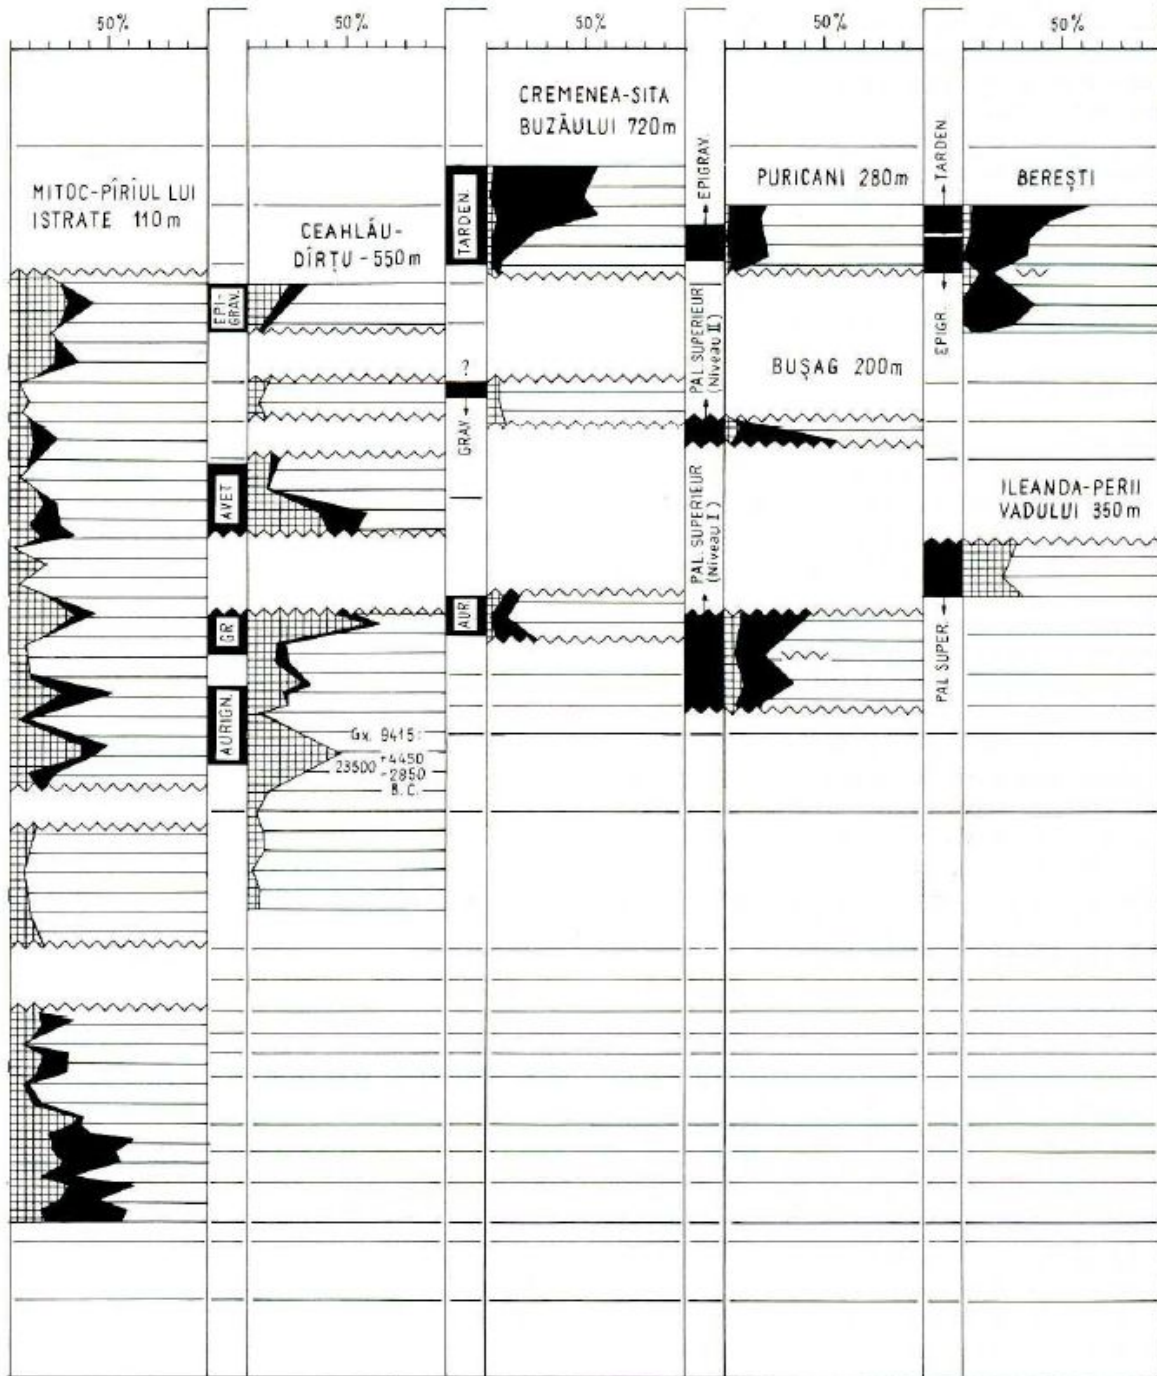 50%
50%
50%
50%
50%
MITOC-PÎRÎUL LUI
ISTRATE 110m
CEAHLĂU-
DÎRȚU-550m
CREMENEA-SITA
BUZĂULUI 720m
PURICANI 280m
BEREȘTI
BUȘAG 200m
ILEANDA-PERII
VADULUI 350m
EPI-
GRAV.
AVET
GR
AURIGN.
Gx. 9415:
23500 +4450
-2850
B.C.
TARDEN.
?
GRAV.
AUR.
EPIGRAV.
PAL SUPERIEUR
(Niveau II)
PAL. SUPERIEUR
(Niveau I)
TARDEN
EPIGR.
PAL SUPER.